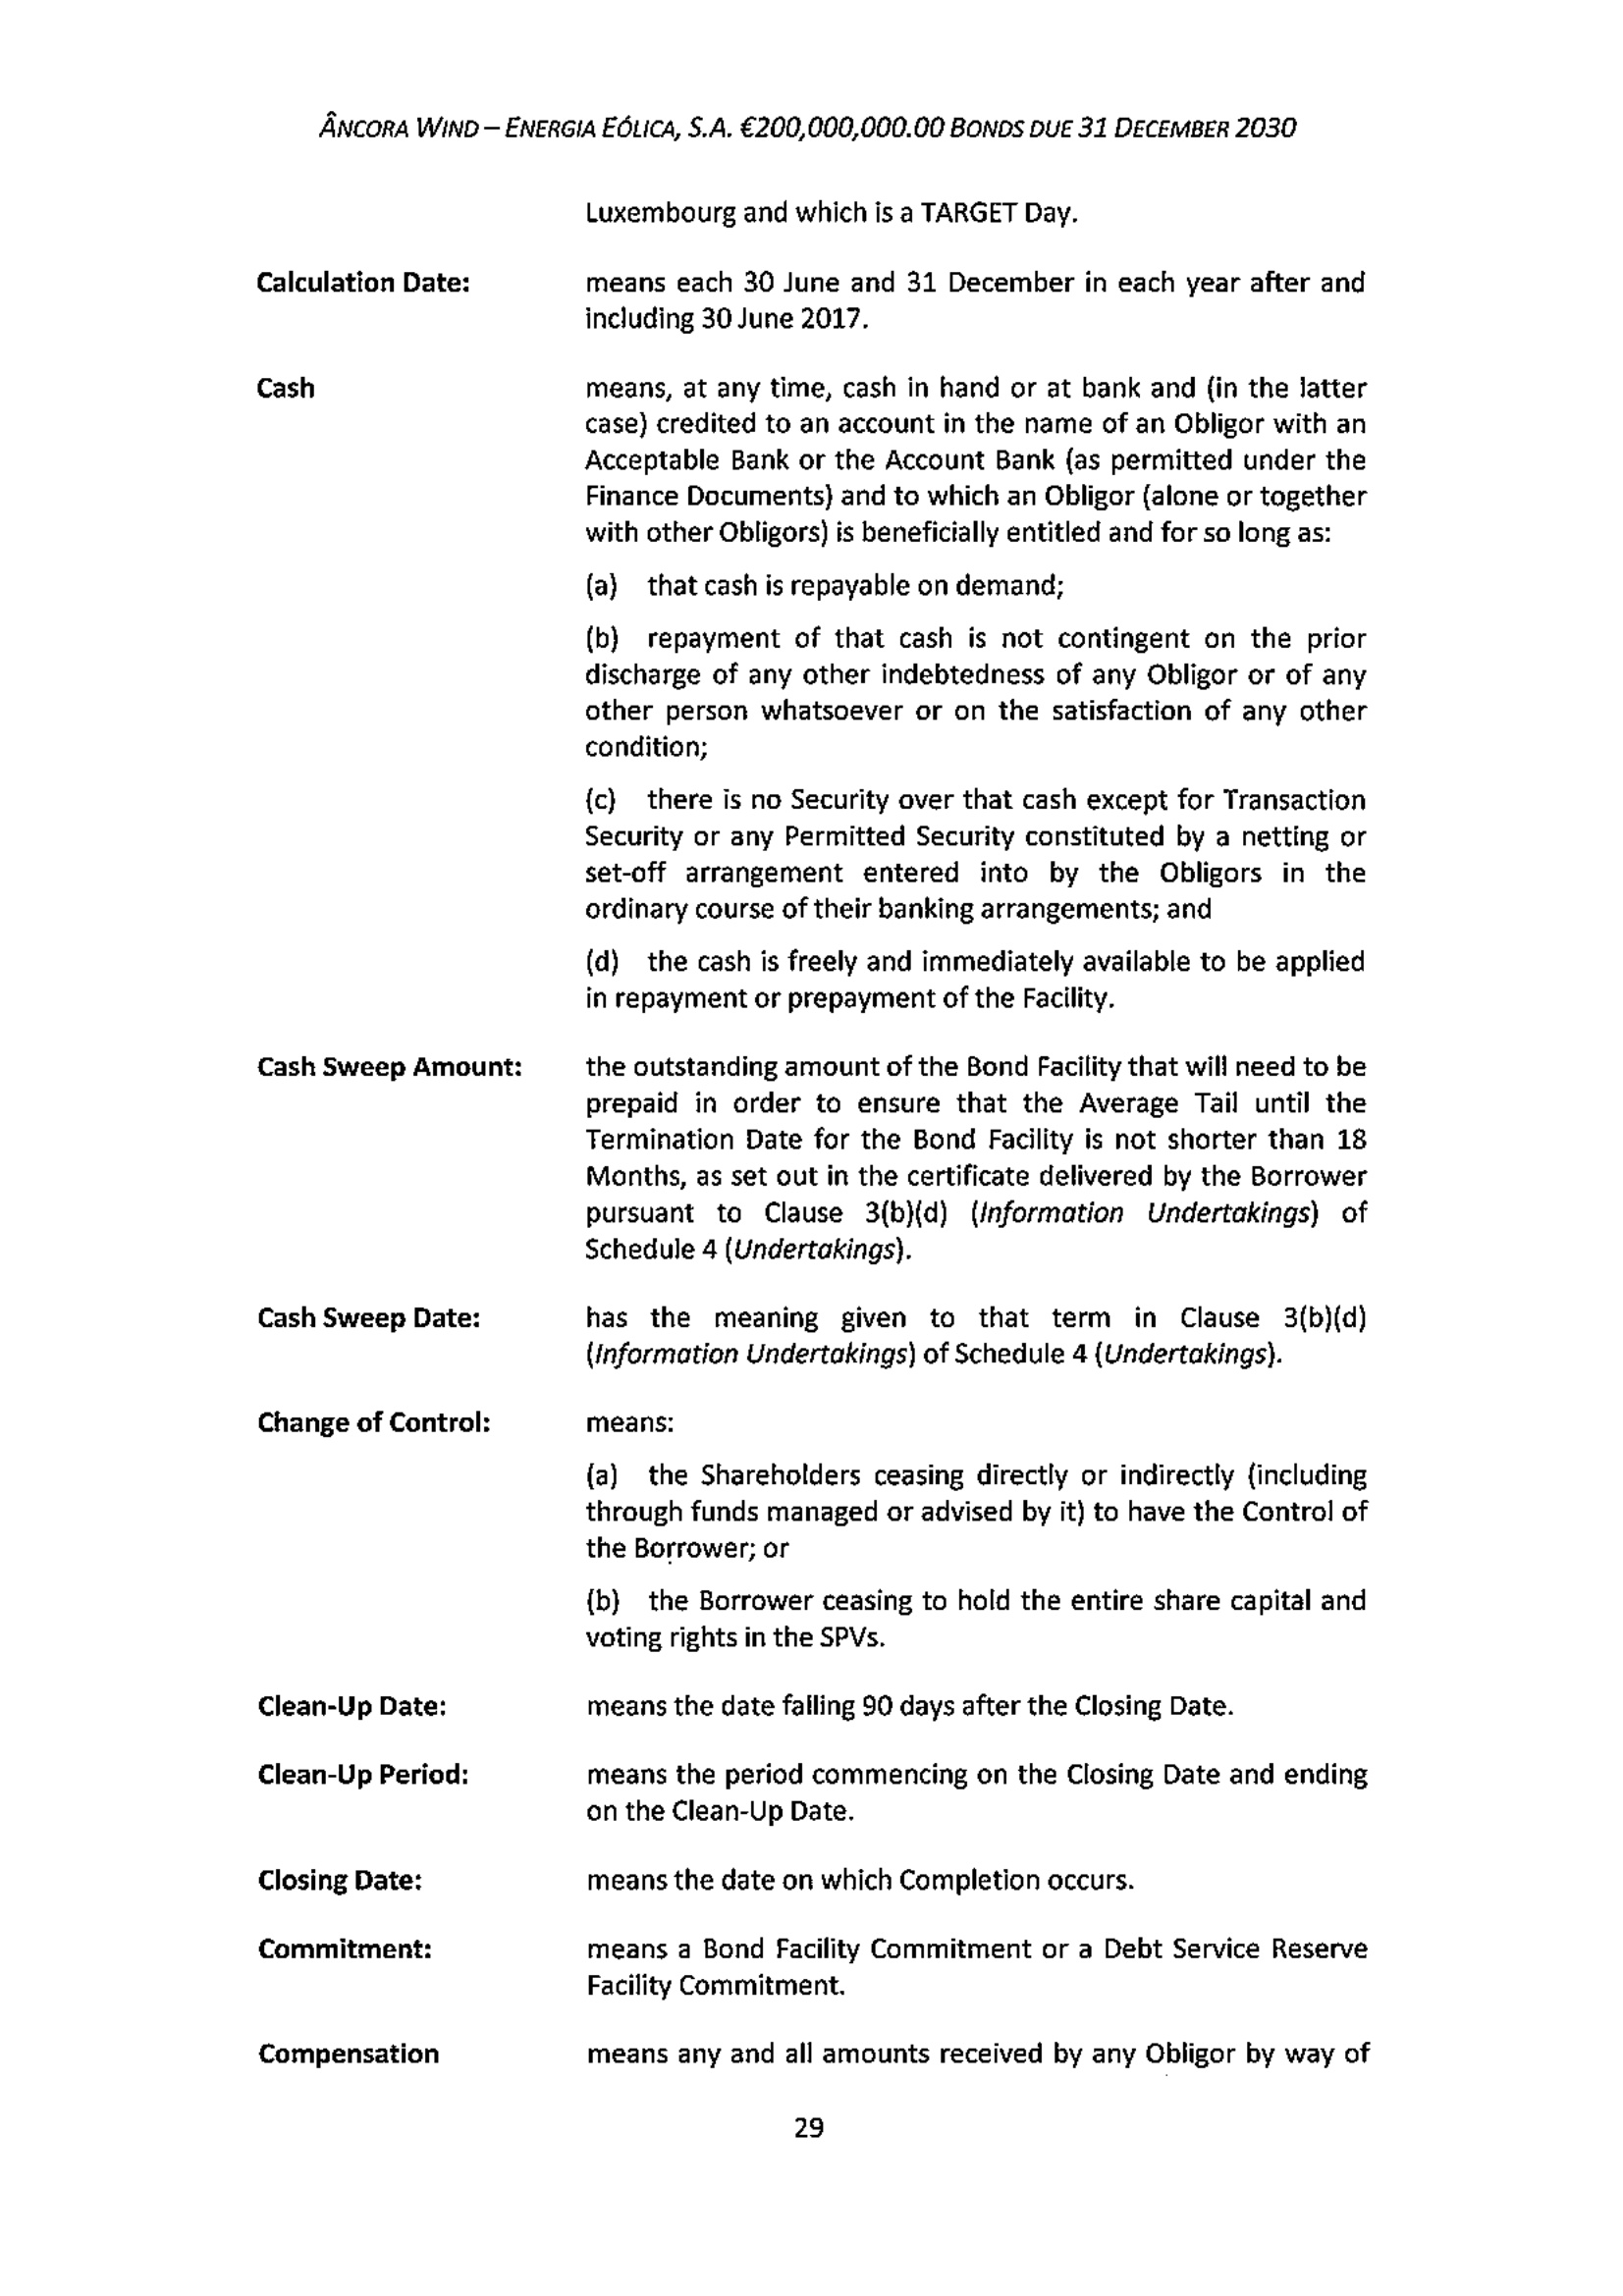 ÂNCORA WIND – ENERGIA EÓLICA, S.A. €200,000,000.00 BONDS DUE 31 DECEMBER 2030
Luxembourg and which is a TARGET Day.
Calculation Date: means each 30 June and 31 December in each year after and
including 30 June 2017.
Cash means, at any time, cash in hand or at bank and (in the latter
case) credited to an account in the name of an Obligor with an
Acceptable Bank or the Account Bank (as permitted under the
Finance Documents) and to which an Obligor (alone or together
with other Obligors) is beneficially entitled and for so long as:
(a) that cash is repayable on demand;
(b) repayment of that cash is not contingent on the prior
discharge of any other indebtedness of any Obligor or of any
other person whatsoever or on the satisfaction of any other
condition;
(c) there is no Security over that cash except for Transaction
Security or any Permitted Security constituted by a netting or
set-off arrangement entered into by the Obligors in the
ordinary course of their banking arrangements; and
(d) the cash is freely and immediately available to be applied
in repayment or prepayment of the Facility.
Cash Sweep Amount: the outstanding amount of the Bond Facility that will need to be
prepaid in order to ensure that the Average Tail until the
Termination Date for the Bond Facility is not shorter than 18
Months, as set out in the certificate delivered by the Borrower
pursuant to Clause 3(b)(d) (Information Undertakings) of
Schedule 4 (Undertakings).
Cash Sweep Date: has the meaning given to that term in Clause 3(b)(d)
(Information Undertakings) of Schedule 4 (Undertakings).
Change of Control: means:
(a) the Shareholders ceasing directly or indirectly (including
through funds managed or advised by it) to have the Control of
the Borrower; or
(b) the Borrower ceasing to hold the entire share capital and
voting rights in the SPVs.
Clean-Up Date: means the date falling 90 days after the Closing Date.
Clean-Up Period: means the period commencing on the Closing Date and ending
on the Clean-Up Date.
Closing Date: means the date on which Completion occurs.
Commitment: means a Bond Facility Commitment or a Debt Service Reserve
Facility Commitment.
Compensation means any and all amounts received by any Obligor by way of
29